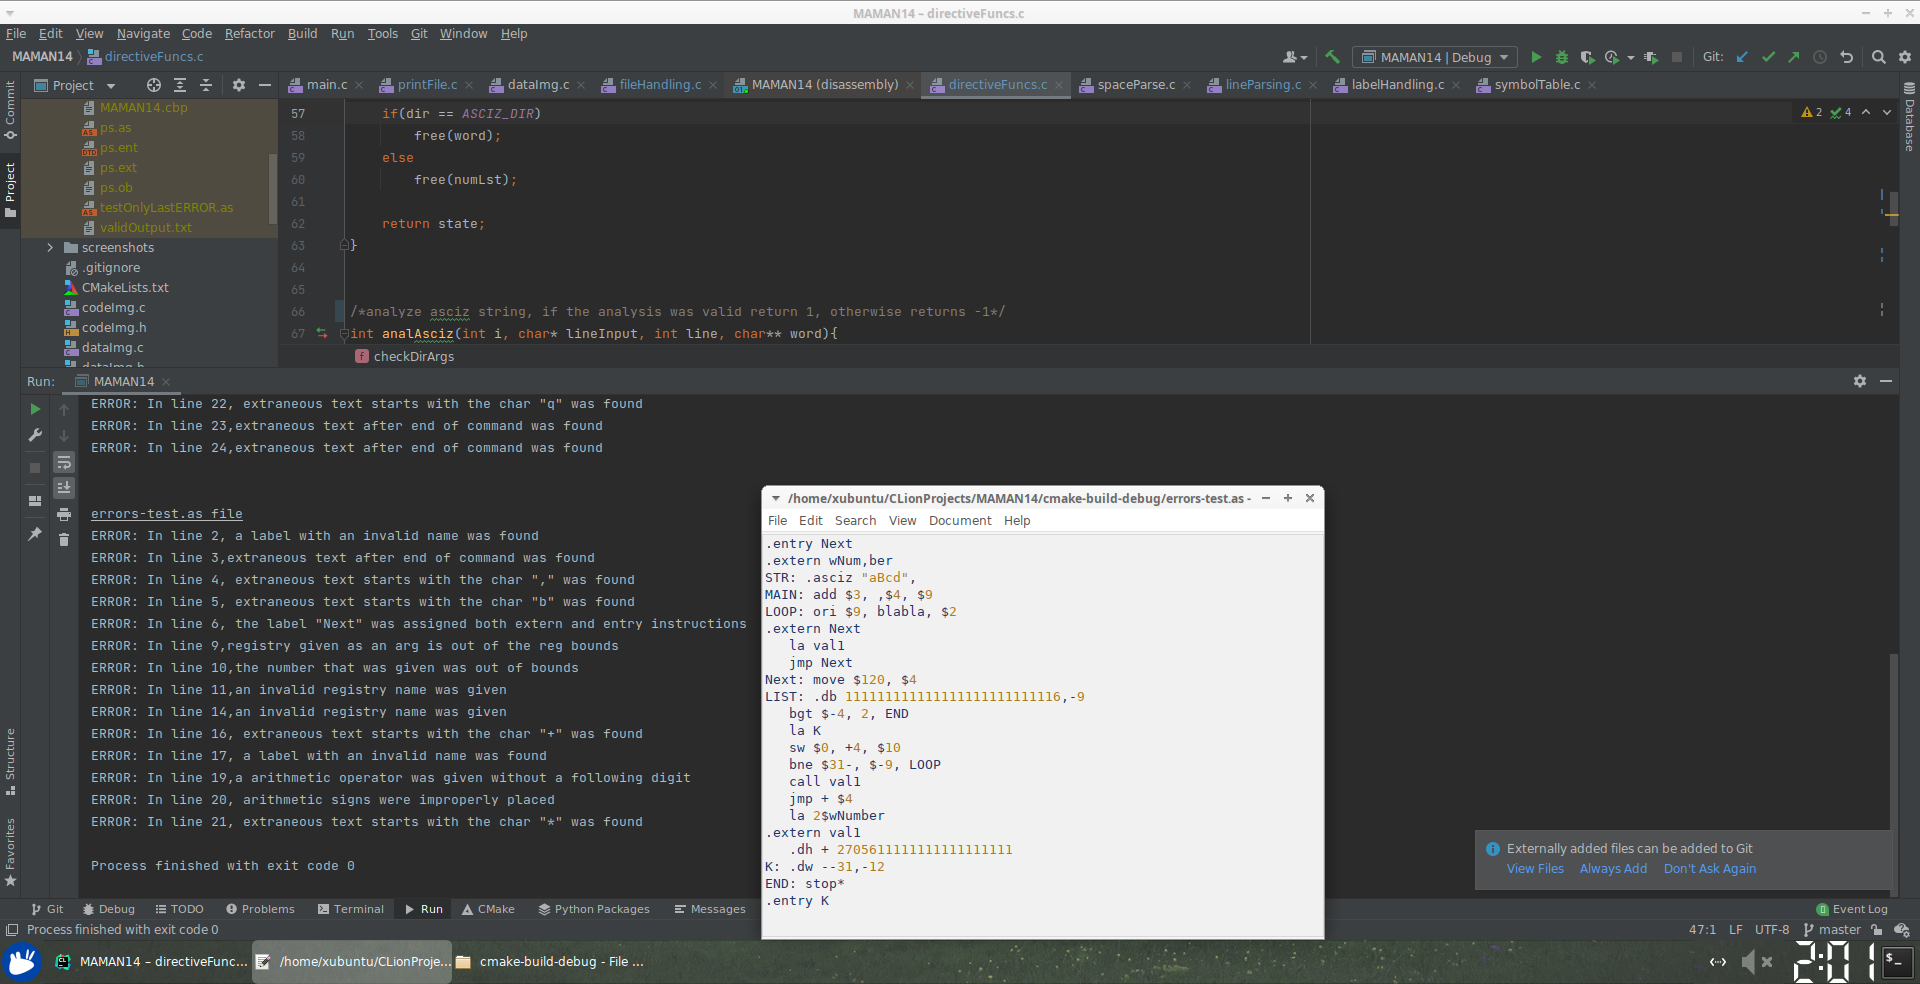 MAMAN14 – directiveFuncs.c
File Edit View Navigate Code Refactor Build Run Tools Git Window Help
MAMAN14 directiveFuncs.c
MAMAN14 | Debug
Git:
Commit
Project
Structure
Favorites
Database
Project
main.c printFile.c dataImg.c fileHandling.c MAMAN14 (disassembly) directiveFuncs.c spaceParse.c lineParsing.c labelHandling.c symbolTable.c
MAMAN14.cbp
ps.as
ps.ent
ps.ext
ps.ob
testOnlyLastERROR.as
validOutput.txt
screenshots
.gitignore
CMakeLists.txt
codeImg.c
codeImg.h
dataImg.c
dataImg.h
2 4
57 if(dir == ASCIZ_DIR)
58 free(word);
59 else
60 free(numLst);
61
62 return state;
63 }
64
65
66 /*analyze asciz string, if the analysis was valid return 1, otherwise returns -1*/
67 int analAsciz(int i, char* lineInput, int line, char** word){
f checkDirArgs
Run: MAMAN14
ERROR: In line 22, extraneous text starts with the char "q" was found
ERROR: In line 23,extraneous text after end of command was found
ERROR: In line 24,extraneous text after end of command was found
errors-test.as file
ERROR: In line 2, a label with an invalid name was found
ERROR: In line 3,extraneous text after end of command was found
ERROR: In line 4, extraneous text starts with the char "," was found
ERROR: In line 5, extraneous text starts with the char "b" was found
ERROR: In line 6, the label "Next" was assigned both extern and entry instructions
ERROR: In line 9,registry given as an arg is out of the reg bounds
ERROR: In line 10,the number that was given was out of bounds
ERROR: In line 11,an invalid registry name was given
ERROR: In line 14,an invalid registry name was given
ERROR: In line 16, extraneous text starts with the char "+" was found
ERROR: In line 17, a label with an invalid name was found
ERROR: In line 19,a arithmetic operator was given without a following digit
ERROR: In line 20, arithmetic signs were improperly placed
ERROR: In line 21, extraneous text starts with the char "*" was found
Process finished with exit code 0
/home/xubuntu/CLionProjects/MAMAN14/cmake-build-debug/errors-test.as -
File Edit Search View Document Help
.entry Next
.extern wNum,ber
STR: .asciz "aBcd",
MAIN: add $3, ,$4, $9
LOOP: ori $9, blabla, $2
.extern Next
la val1
jmp Next
Next: move $120, $4
LIST: .db 111111111111111111111111116,-9
bgt $-4, 2, END
la K
sw $0, +4, $10
bne $31-, $-9, LOOP
call val1
jmp + $4
la 2$wNumber
.extern val1
.dh + 2705611111111111111111
K: .dw --31,-12
END: stop*
.entry K
Externally added files can be added to Git
View Files Always Add Don't Ask Again
Git Debug TODO Problems Terminal Run CMake Python Packages Messages Event Log
Process finished with exit code 0
47:1 LF UTF-8 master
MAMAN14 – directiveFunc... /home/xubuntu/CLionProje... cmake-build-debug - File ...
2:01